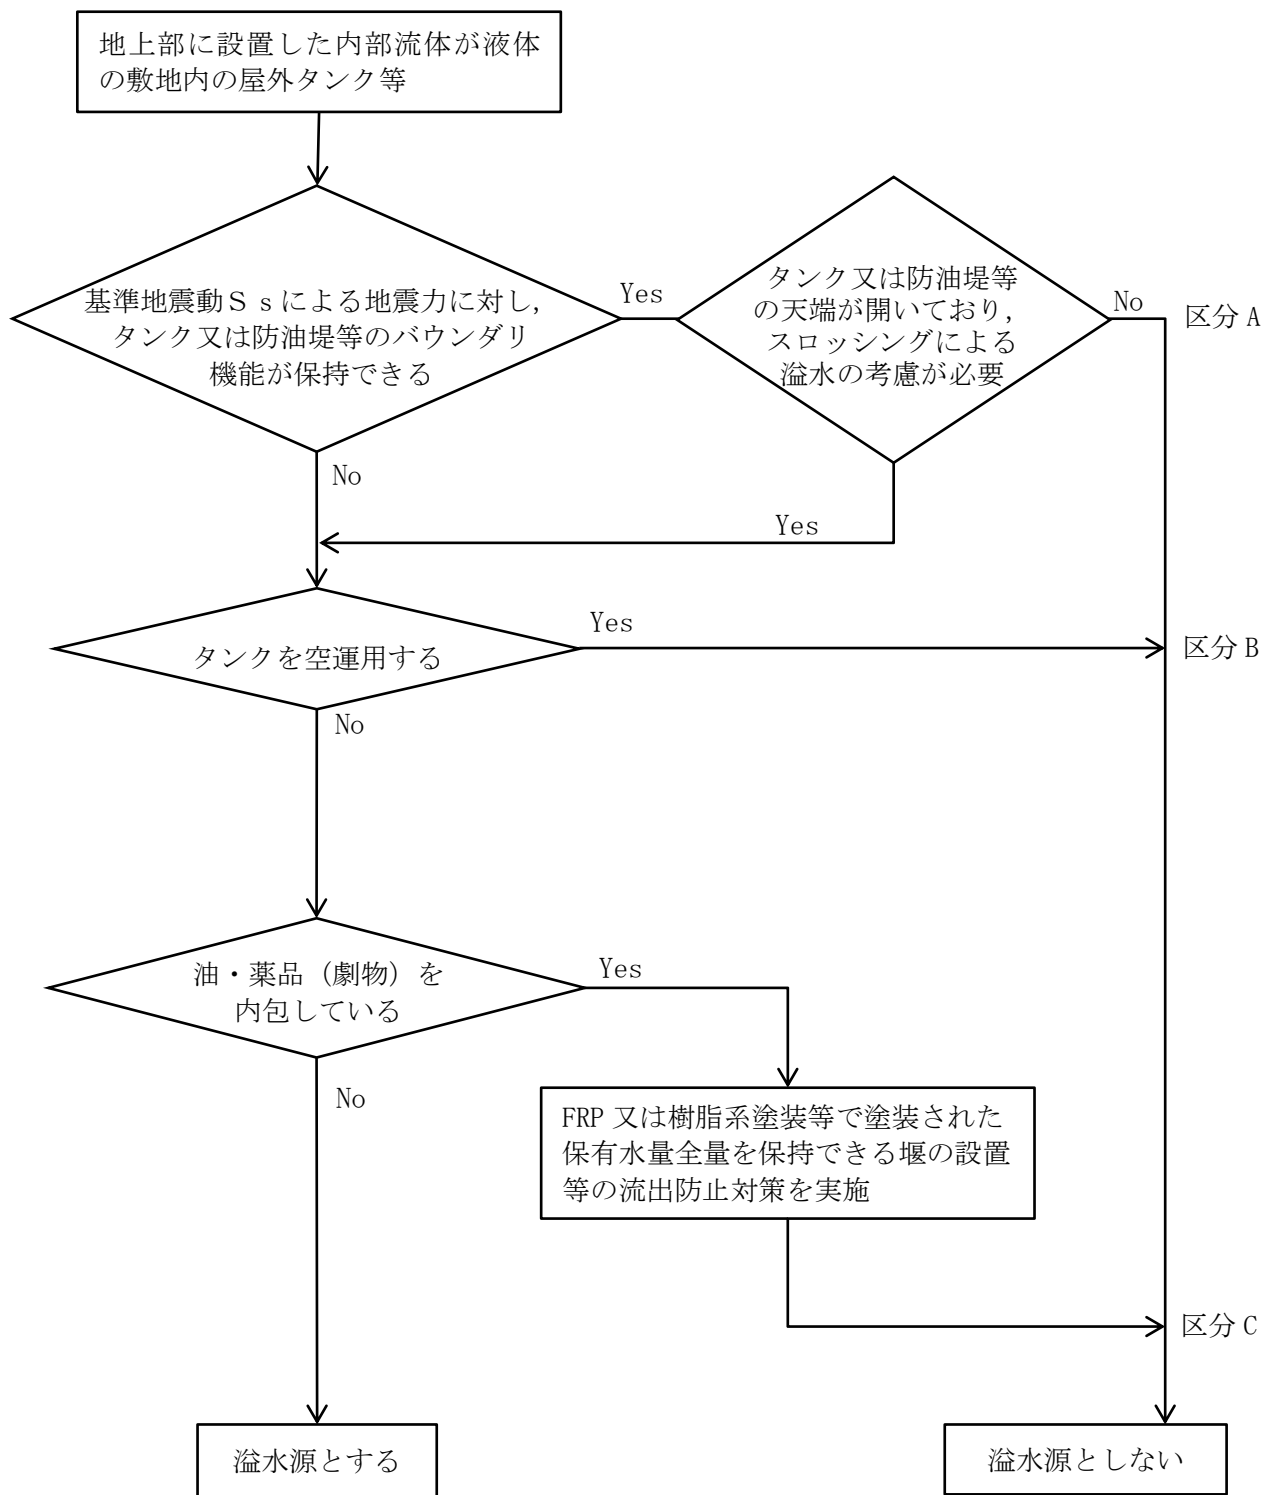 地上部に設置した内部流体が液体
の敷地内の屋外タンク等
基準地震動Ｓｓによる地震力に対し,
タンク又は防油堤等のバウンダリ
機能が保持できる
Yes
タンク又は防油堤等
の天端が開いており,
スロッシングによる
溢水の考慮が必要
No
区分 A
No
Yes
タンクを空運用する
Yes
区分 B
No
油・薬品（劇物）を
内包している
Yes
No
FRP 又は樹脂系塗装等で塗装された
保有水量全量を保持できる堰の設置
等の流出防止対策を実施
区分 C
溢水源とする
溢水源としない